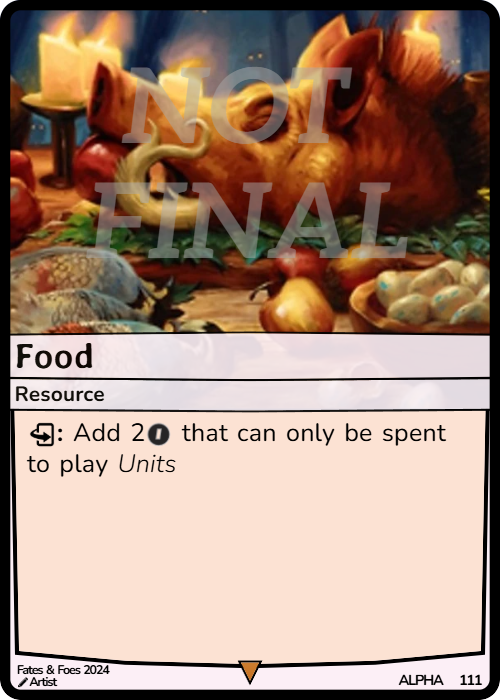 NOT
FINAL
Food
Resource
: Add 2 that can only be spent
to play Units
Fates & Foes 2024
Artist
ALPHA 111